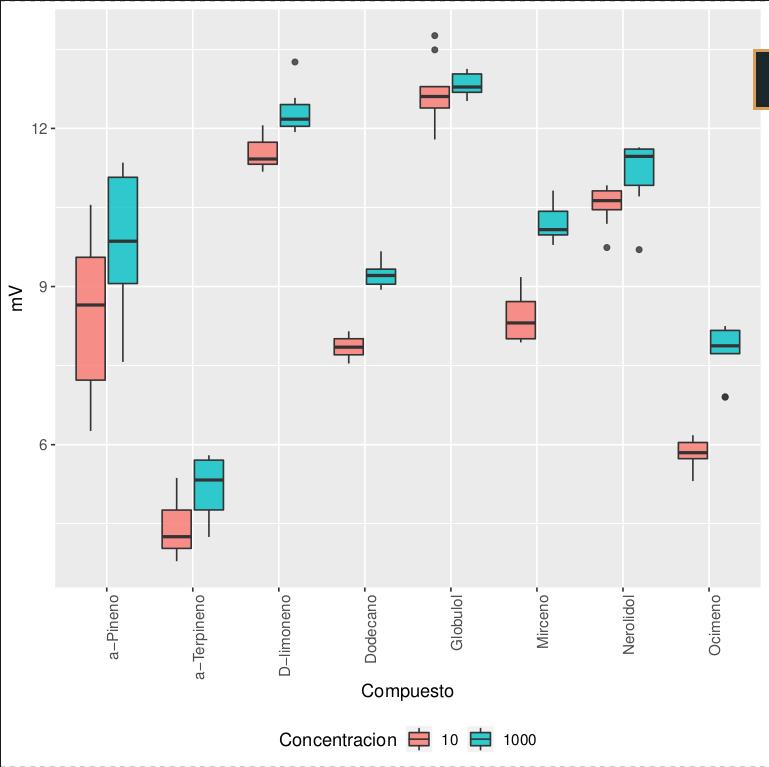 12
9
6
mV
a−Pineno
a−Terpineno
D−limoneno
Dodecano
Globulol
Mirceno
Nerolidol
Ocimeno
Compuesto
Concentracion 10 1000